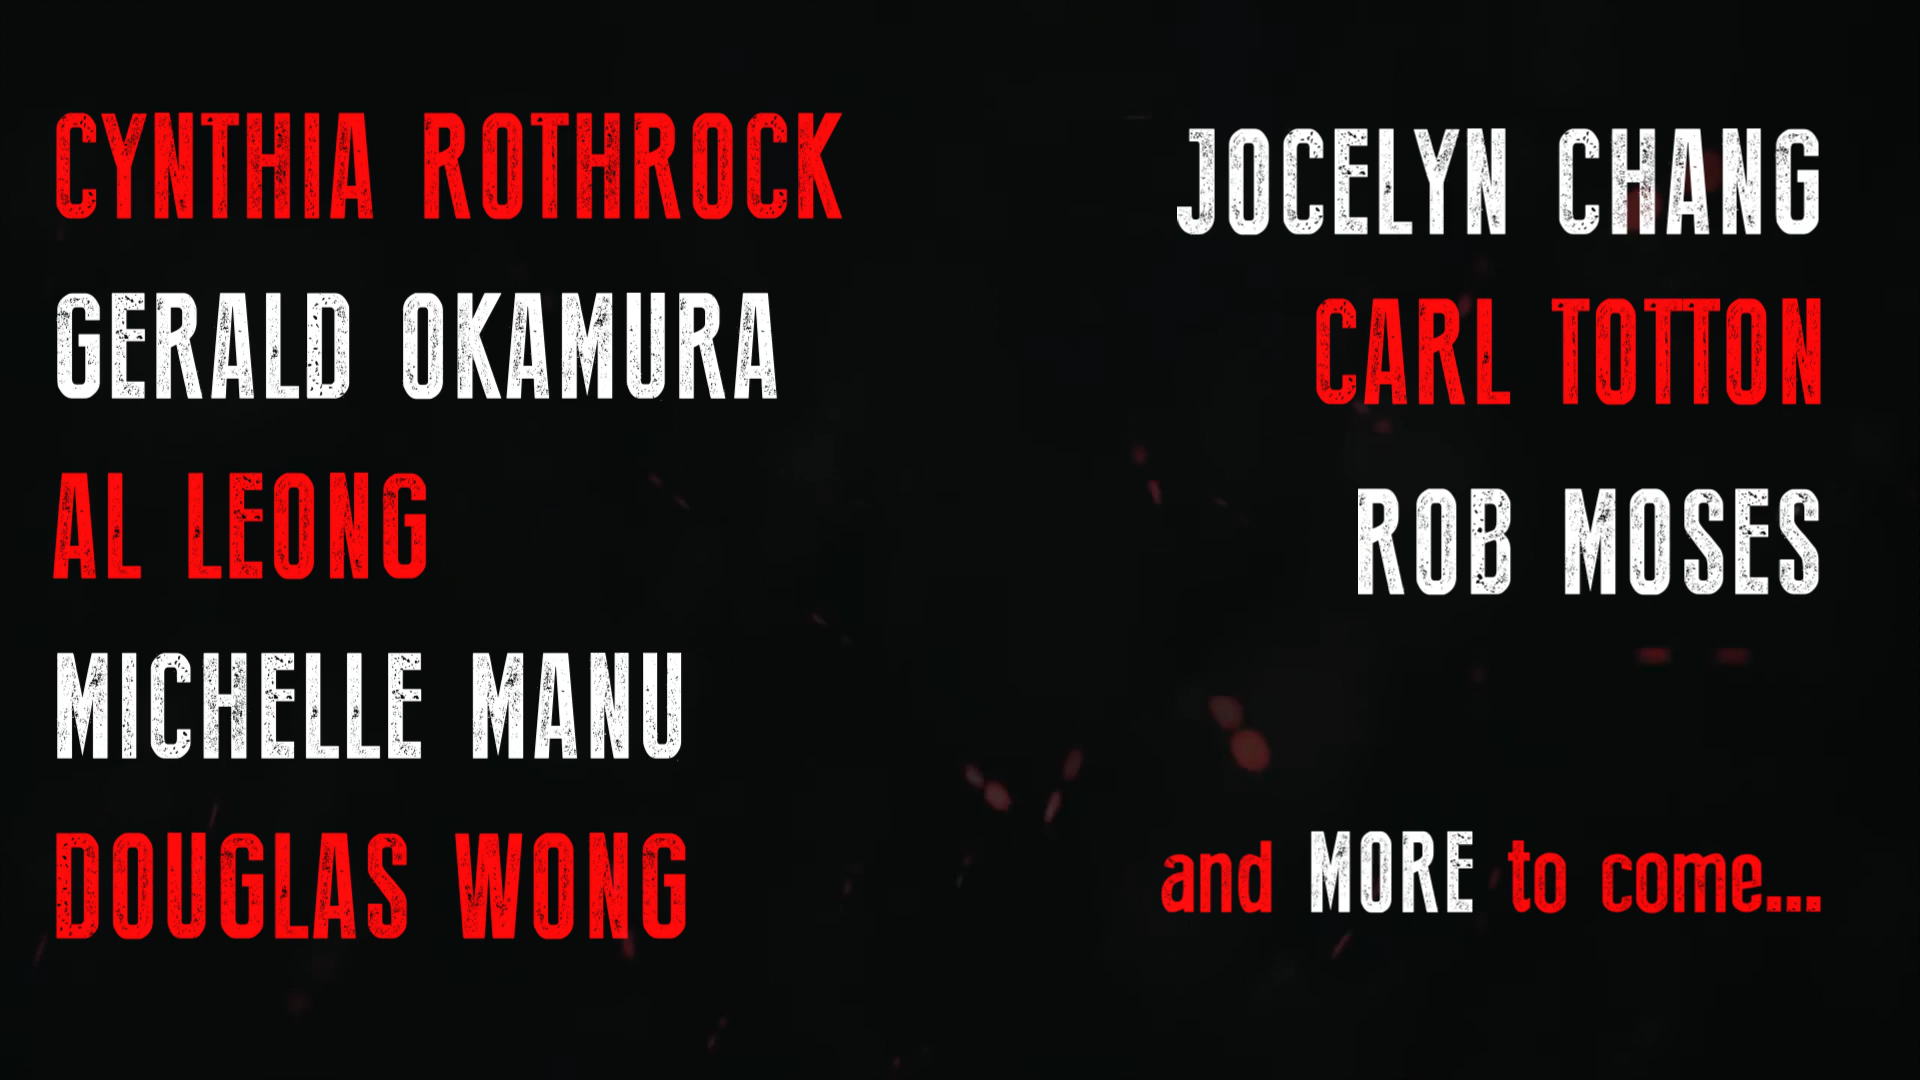 CYNTHIA ROTHROCK
GERALD OKAMURA
AL LEONG
MICHELLE MANU
DOUGLAS WONG
JOCELYN CHANG
CARL TOTTON
ROB MOSES
and MORE to come...